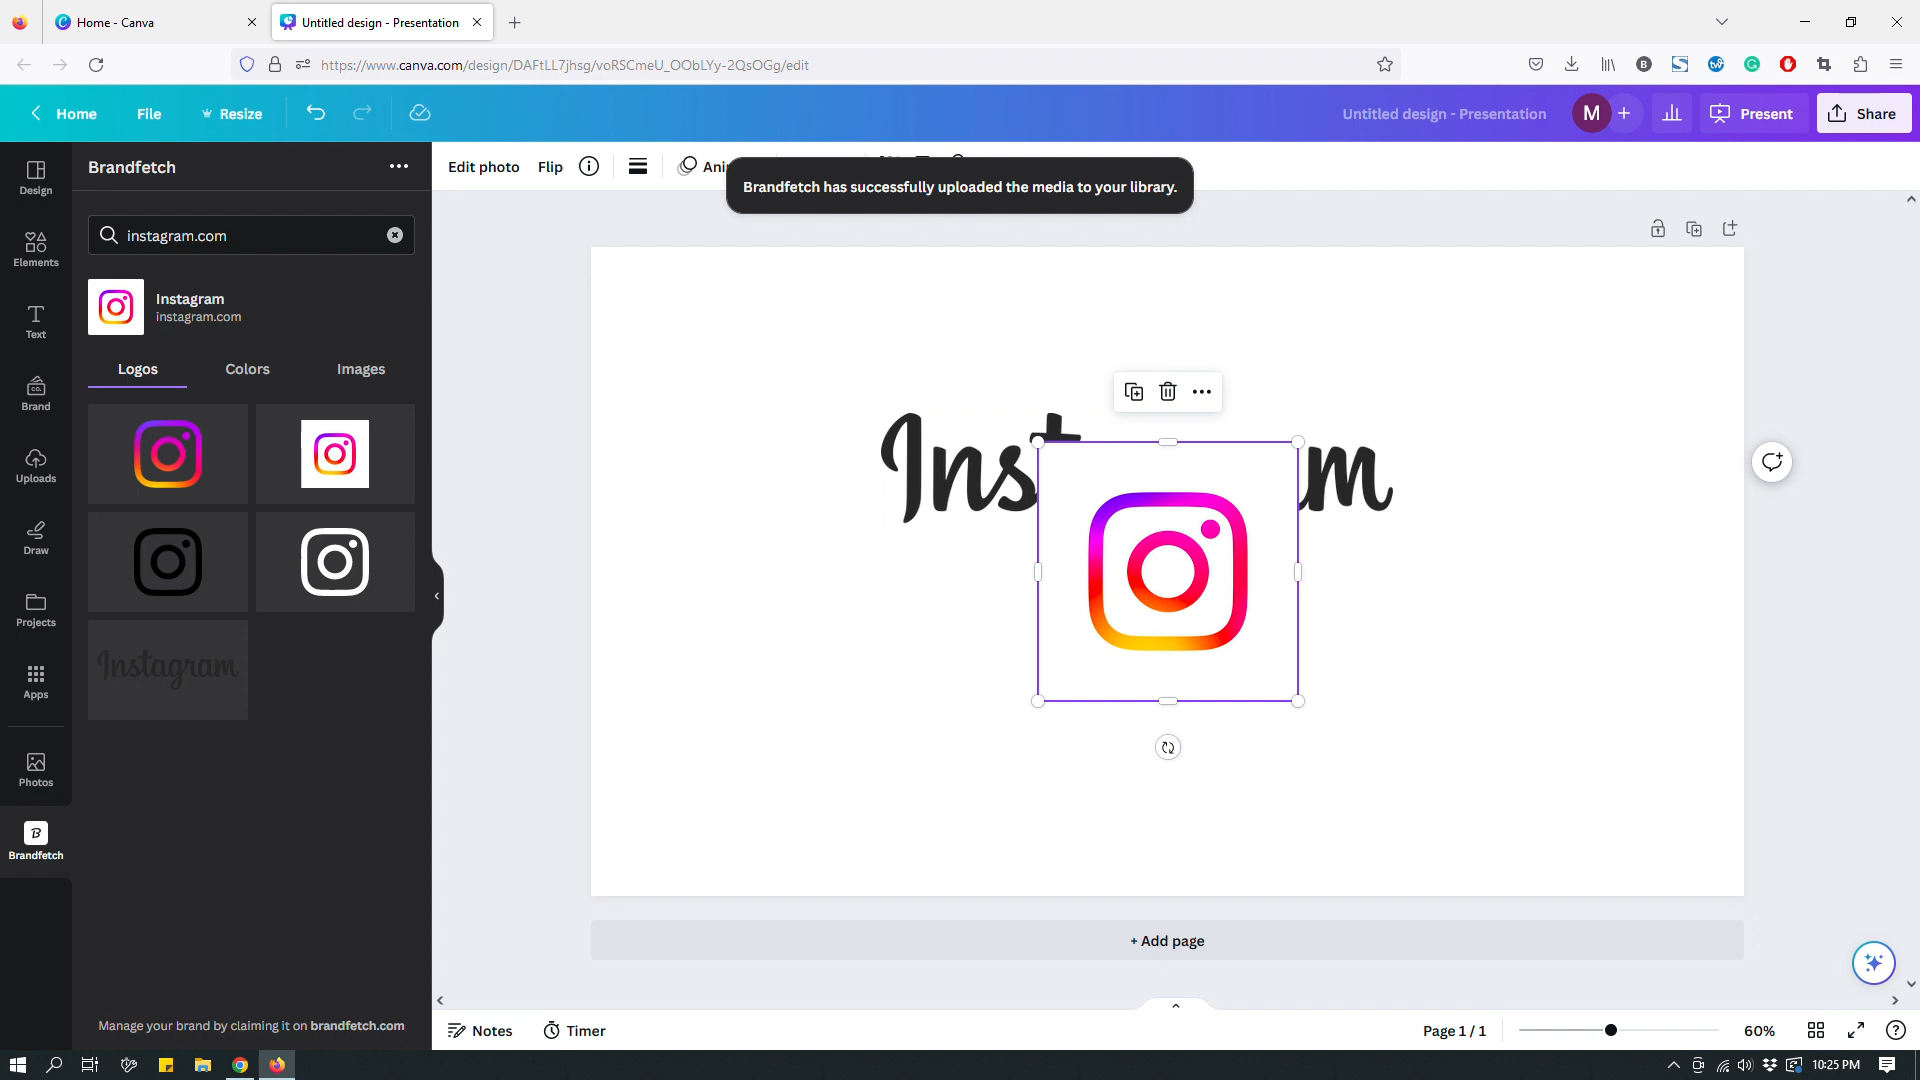 Home - Canva
Untitled design - Presentation
https://www.canva.com/design/DAFtLL7jhsg/voRSCmeU_OObLYy-2QsOGg/edit
Home
File
Resize
Untitled design - Presentation
M
Present
Share
Design
Elements
Text
Brand
Uploads
Draw
Projects
Apps
Photos
Brandfetch
Brandfetch
instagram.com
Instagram
instagram.com
Logos
Colors
Images
Instagram
Manage your brand by claiming it on brandfetch.com
Edit photo
Flip
Brandfetch has successfully uploaded the media to your library.
+ Add page
Notes
Timer
Page 1 / 1
60%
10:25 PM